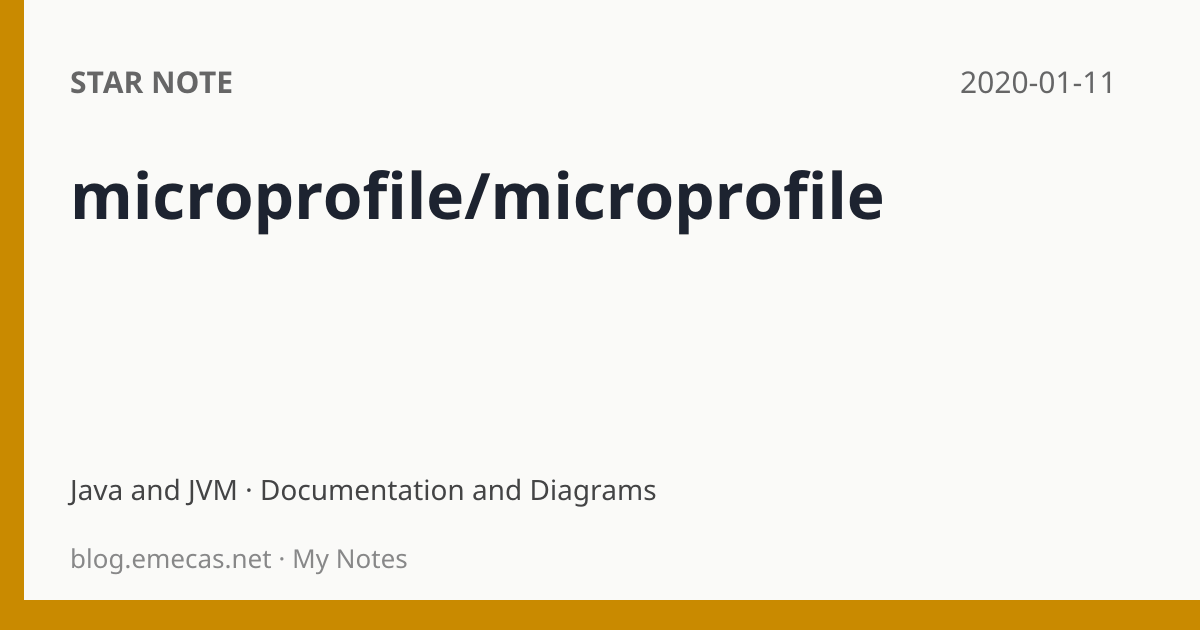 STAR NOTE
2020-01-11
microprofile/microprofile
Java and JVM · Documentation and Diagrams
blog.emecas.net · My Notes